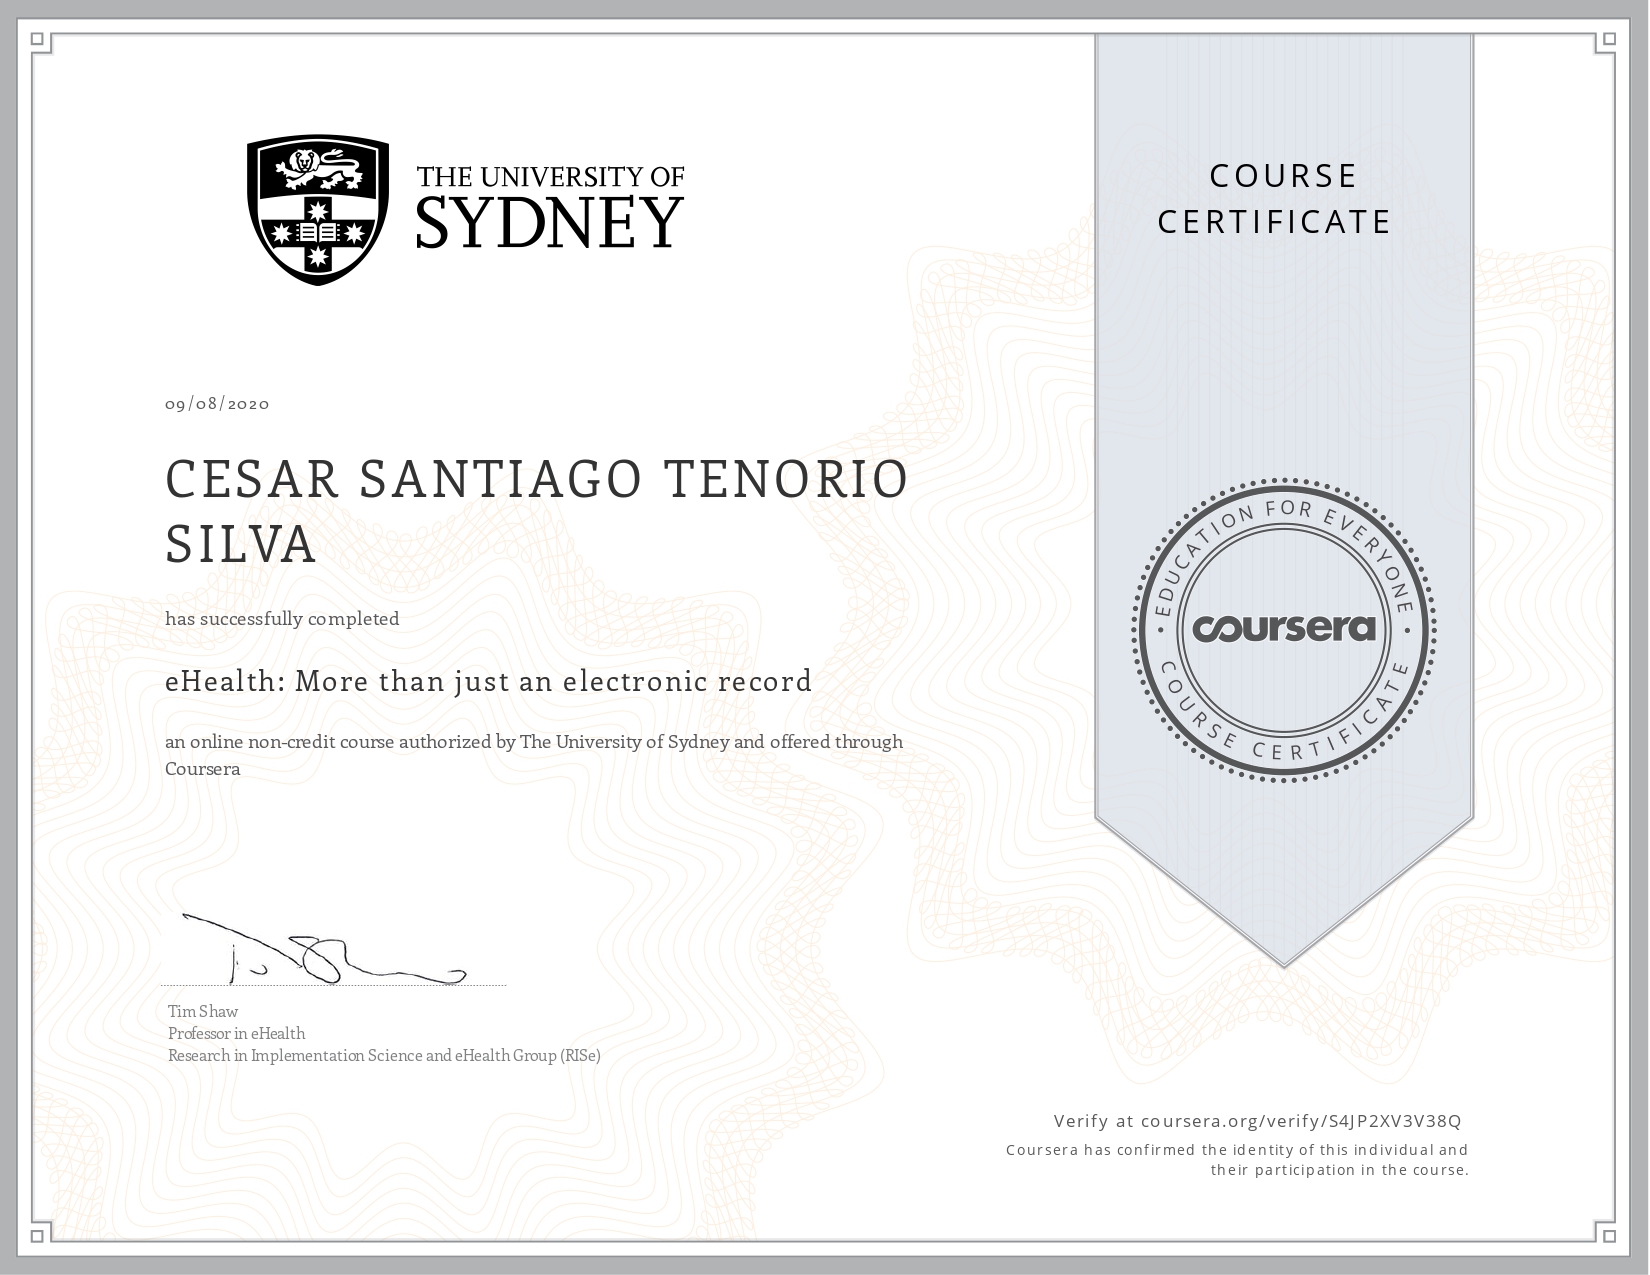 THE UNIVERSITY OF
SYDNEY
COURSE
CERTIFICATE
09/08/2020
CESAR SANTIAGO TENORIO
SILVA
has successfully completed
eHealth: More than just an electronic record
an online non-credit course authorized by The University of Sydney and offered through
Coursera
EDUCATION FOR EVERYONE
coursera
COURSE CERTIFICATE
Tim Shaw
Professor in eHealth
Research in Implementation Science and eHealth Group (RISe)
Verify at coursera.org/verify/S4JP2XV3V38Q
Coursera has confirmed the identity of this individual and
their participation in the course.